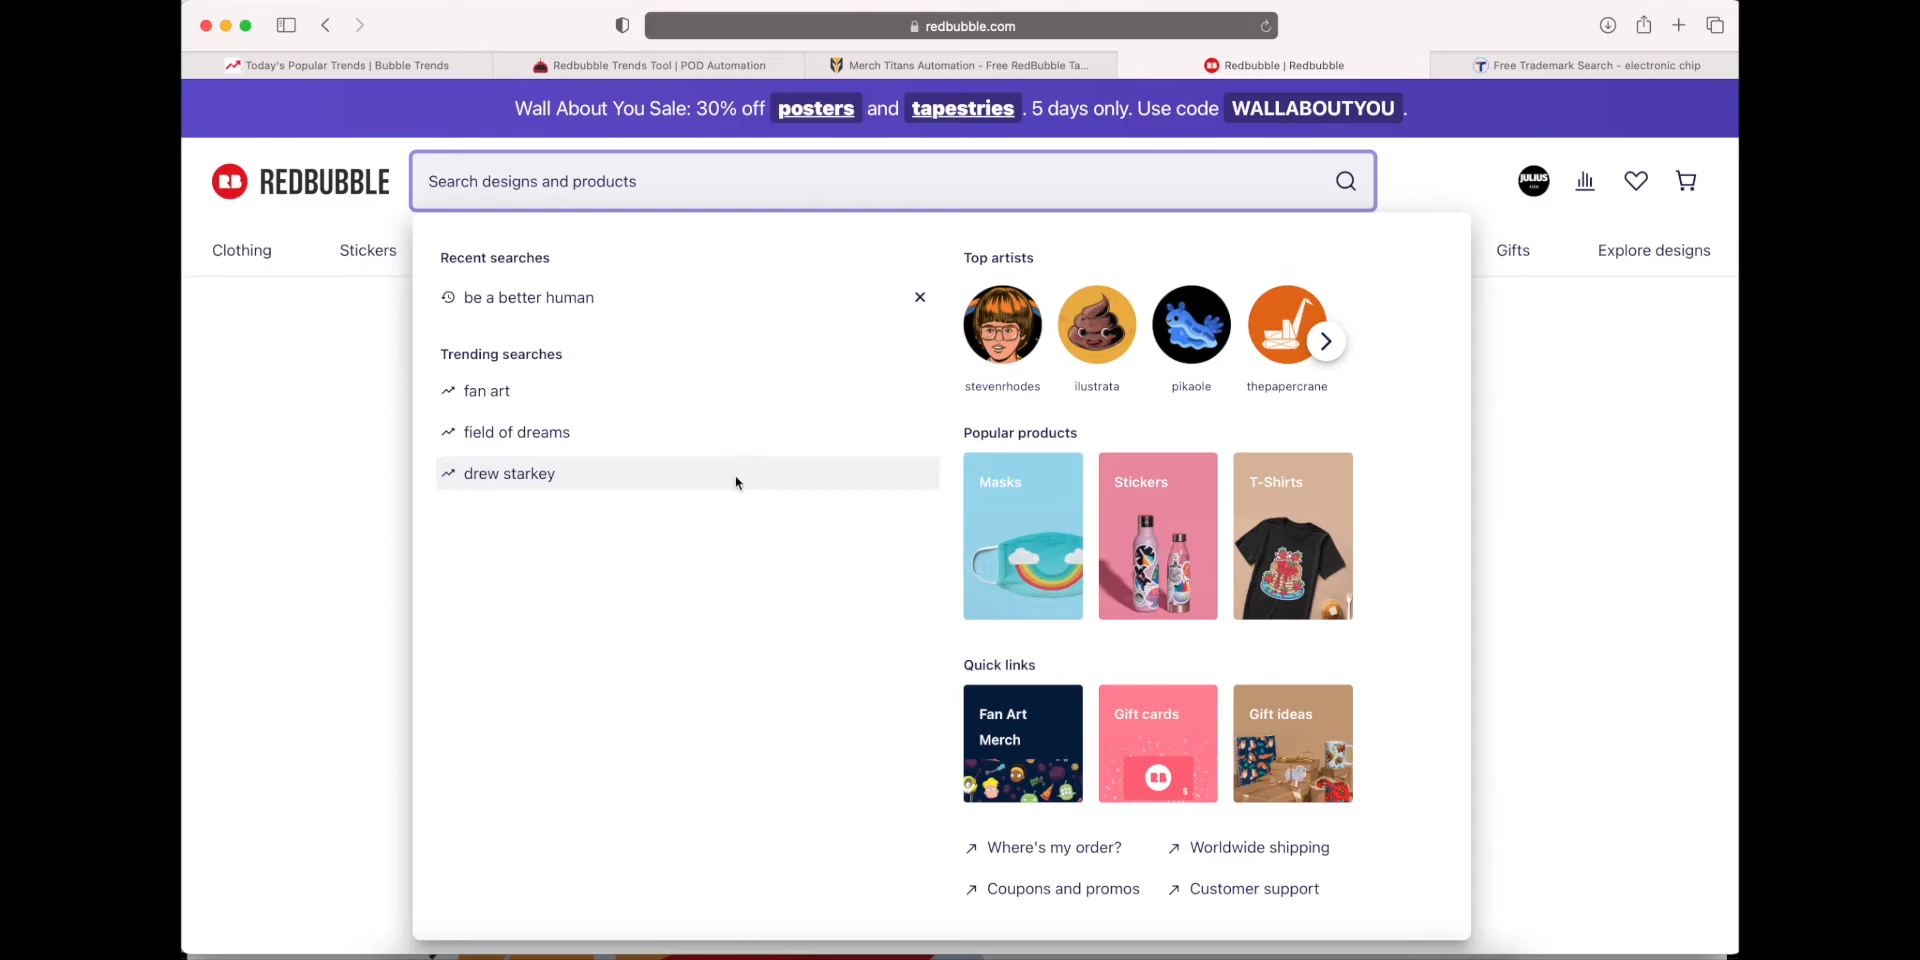 redbubble.com
Today's Popular Trends | Bubble Trends
Redbubble Trends Tool | POD Automation
Merch Titans Automation - Free RedBubble Ta...
Redbubble | Redbubble
Free Trademark Search - electronic chip
Wall About You Sale: 30% off posters and tapestries . 5 days only. Use code WALLABOUTYOU .
RB REDBUBBLE
Search designs and products
JULIUS
Clothing
Stickers
Gifts
Explore designs
Recent searches
be a better human
Trending searches
fan art
field of dreams
drew starkey
Top artists
stevenrhodes
ilustrata
pikaole
thepapercrane
Popular products
Masks
Stickers
T-Shirts
Quick links
Fan Art
Merch
Gift cards
RB
$
Gift ideas
Where's my order?
Worldwide shipping
Coupons and promos
Customer support